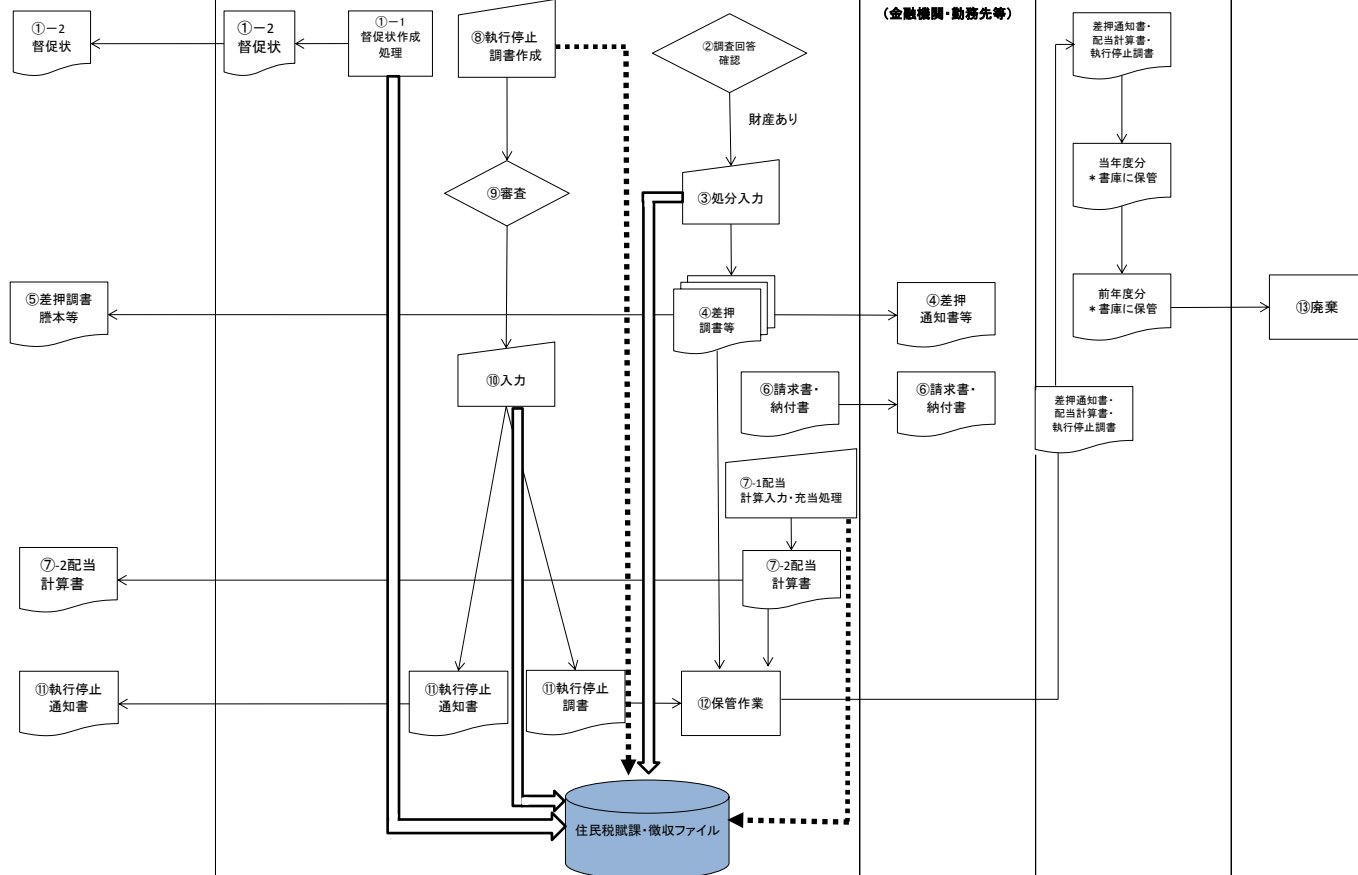 (金融機関・勤務先等)
①-2
督促状
①-2
督促状
①-1
督促状作成
処理
⑧執行停止
調書作成
②調査回答
確認
差押通知書・
配当計算書・
執行停止調書
財産あり
当年度分
*書庫に保管
⑨審査
③処分入力
⑤差押調書
謄本等
④差押
調書等
④差押
通知書等
前年度分
*書庫に保管
⑬廃棄
⑩入力
⑥請求書・
納付書
⑥請求書・
納付書
差押通知書・
配当計算書・
執行停止調書
⑦-1配当
計算入力・充当処理
⑦-2配当
計算書
⑦-2配当
計算書
⑪執行停止
通知書
⑪執行停止
通知書
⑪執行停止
調書
⑫保管作業
住民税賦課・徴収ファイル